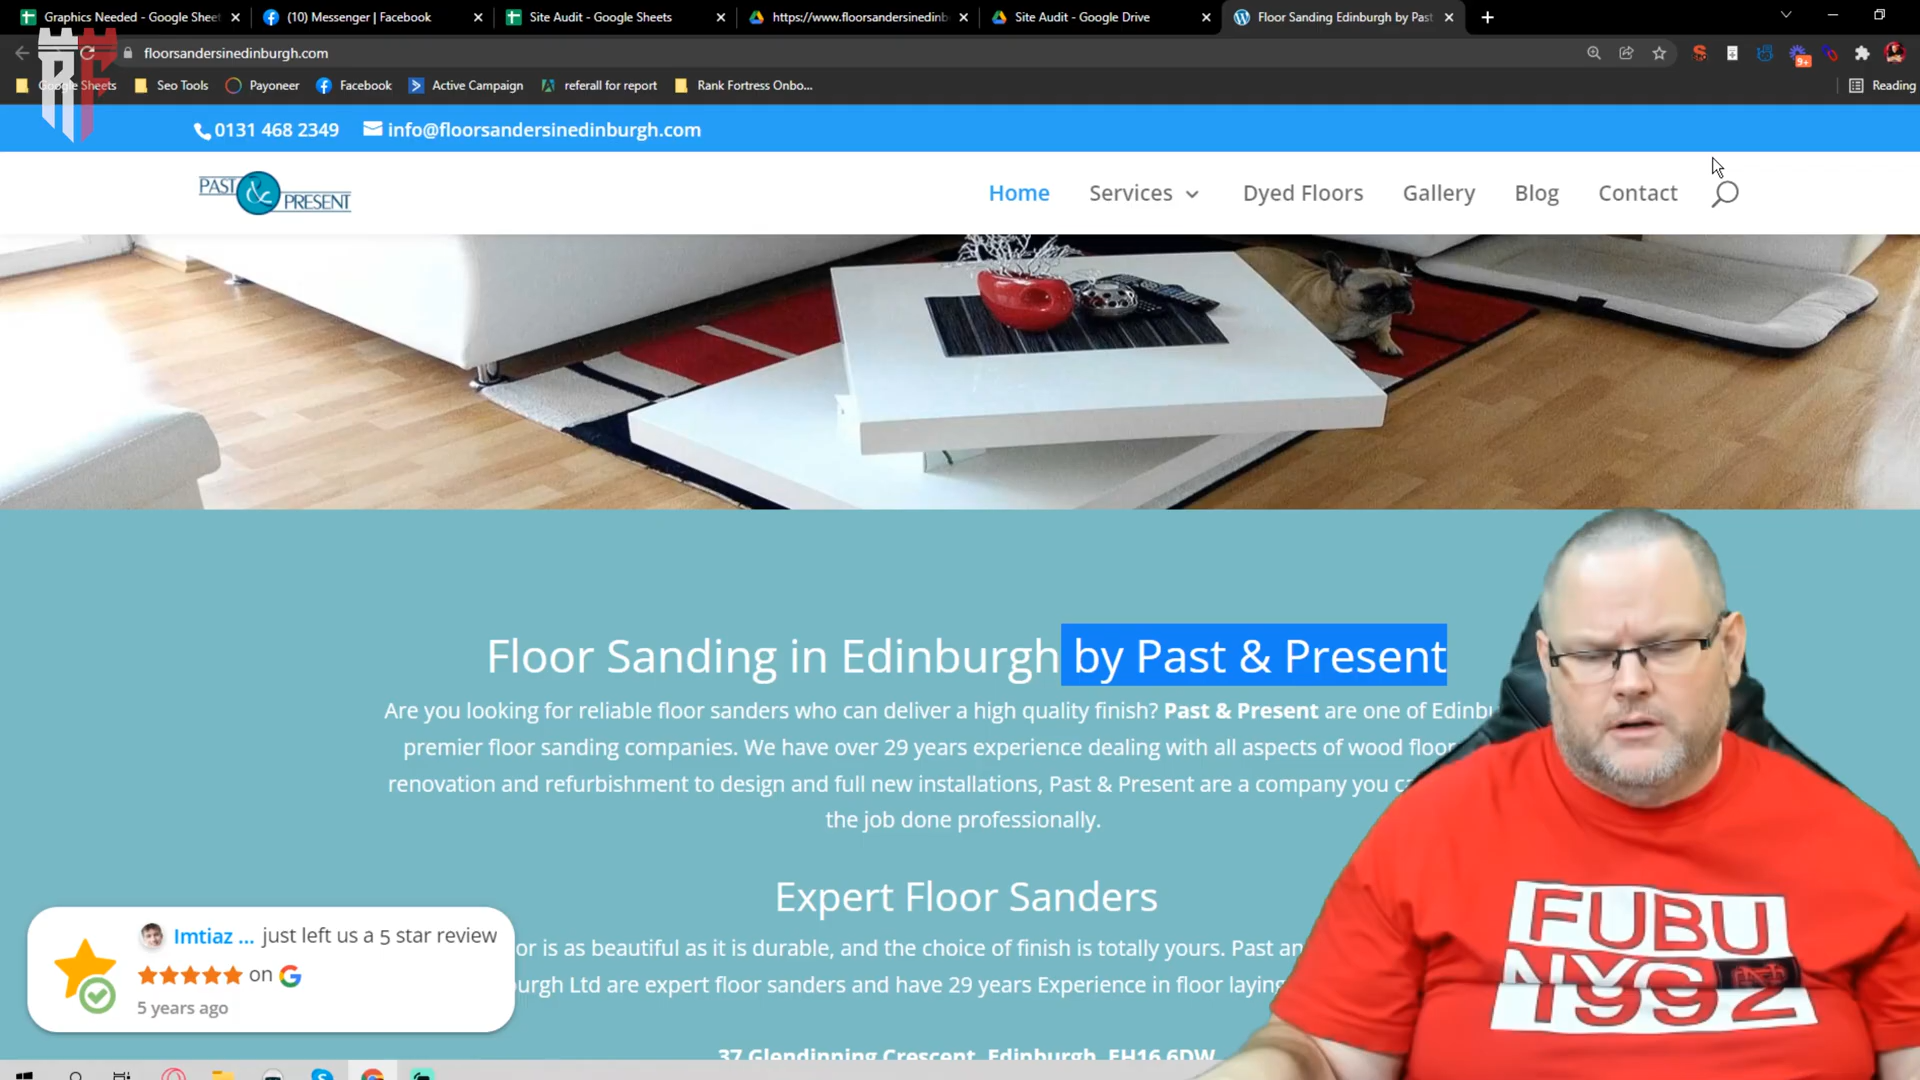 Graphics Needed - Google Sheet
(10) Messenger | Facebook
Site Audit - Google Sheets
https://www.floorsandersinedinb
Site Audit - Google Drive
Floor Sanding Edinburgh by Past
floorsandersinedinburgh.com
9+
Google Sheets
Seo Tools
Payoneer
Facebook
Active Campaign
referall for report
Rank Fortress Onbo...
Reading
RF
0131 468 2349
info@floorsandersinedinburgh.com
PAST & PRESENT
Home
Services
Dyed Floors
Gallery
Blog
Contact
Floor Sanding in Edinburgh by Past & Present
Are you looking for reliable floor sanders who can deliver a high quality finish? Past & Present are one of Edinbu
premier floor sanding companies. We have over 29 years experience dealing with all aspects of wood floor
renovation and refurbishment to design and full new installations, Past & Present are a company you ca
the job done professionally.
Expert Floor Sanders
or is as beautiful as it is durable, and the choice of finish is totally yours. Past an
burgh Ltd are expert floor sanders and have 29 years Experience in floor laying
37 Glendinning Crescent, Edinburgh, EH16 6DW
Imtiaz ... just left us a 5 star review
on G
5 years ago
FUBU
NYC
1992